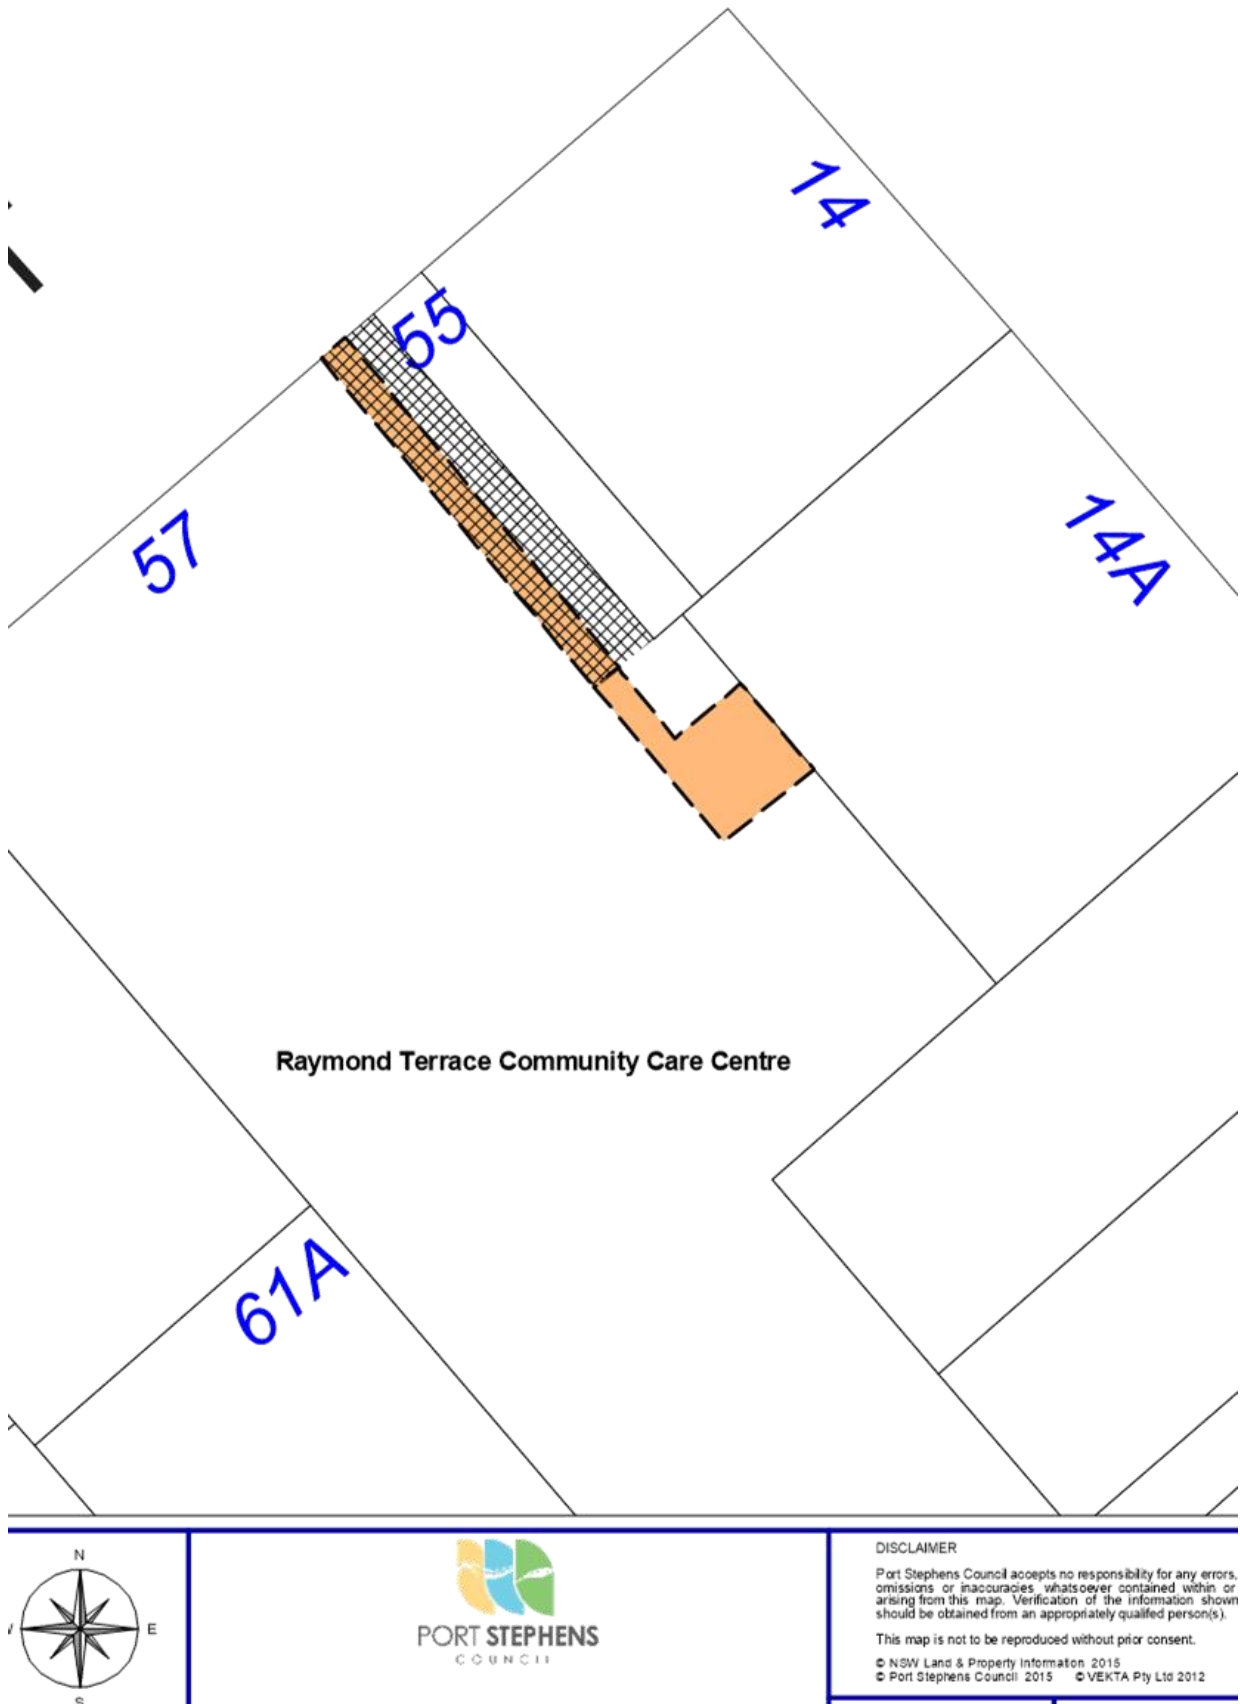 14
55
57
14A
Raymond Terrace Community Care Centre
61A
N
E
S
PORT STEPHENS
COUNCIL
DISCLAIMER
Port Stephens Council accepts no responsibility for any errors,
omissions or inaccuracies whatsoever contained within or
arising from this map. Verification of the information shown
should be obtained from an appropriately qualifed person(s).
This map is not to be reproduced without prior consent.
© NSW Land & Property Information 2015
© Port Stephens Council 2015 © VEKTA Pty Ltd 2012